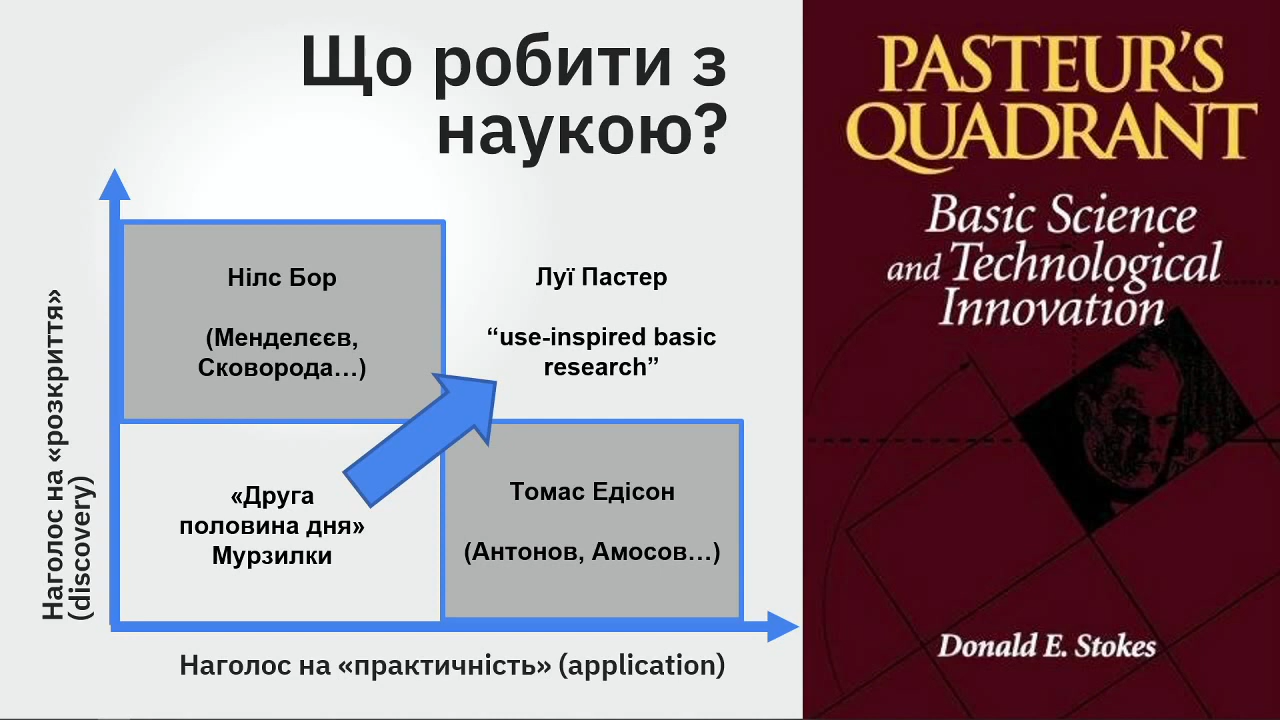 Що робити з
наукою?
Наголос на «розкриття»
(discovery)
Нілс Бор
(Менделєєв,
Сковорода...)
Луї Пастер
“use-inspired basic
research”
«Друга
половина дня»
Мурзилки
Томас Едісон
(Антонов, Амосов...)
Наголос на «практичність» (application)
PASTEUR'S
QUADRANT
Basic Science
and Technological
Innovation
Donald E. Stokes